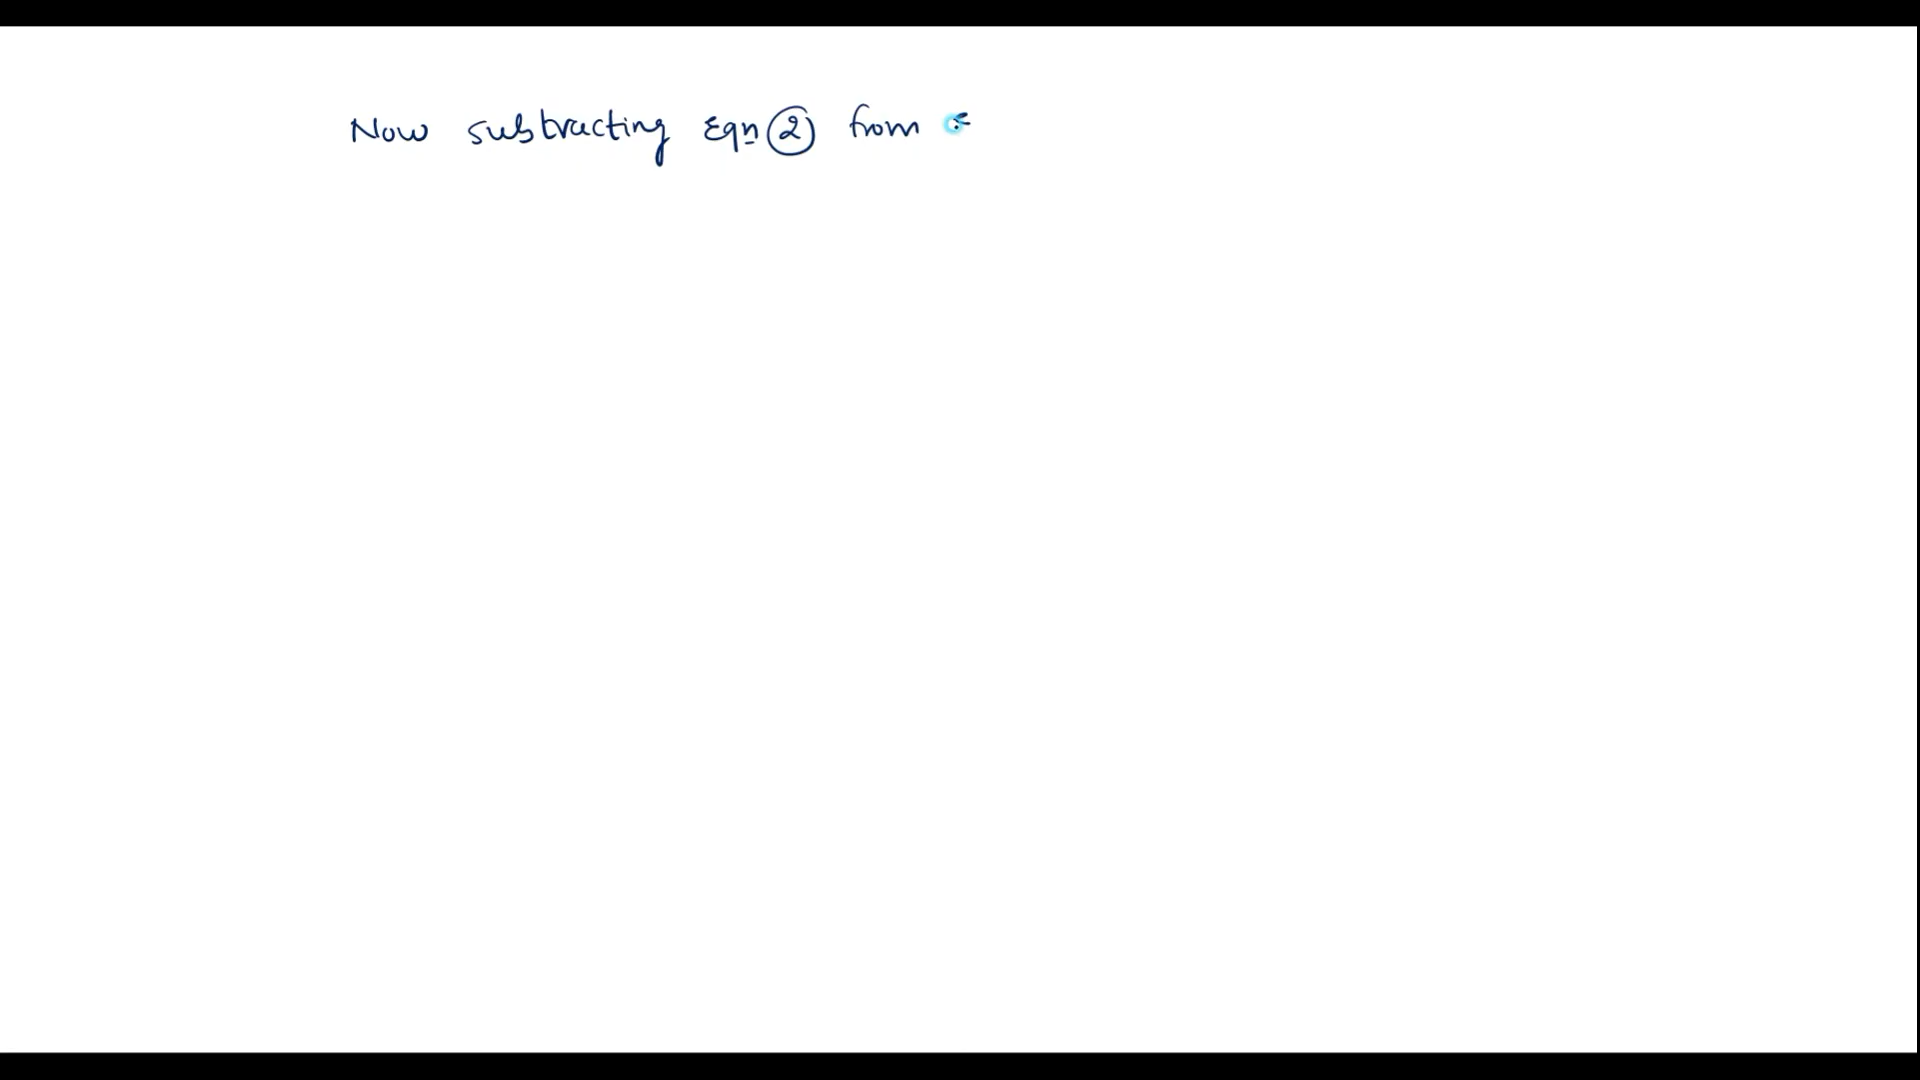 Now subtracting Eqn ② from